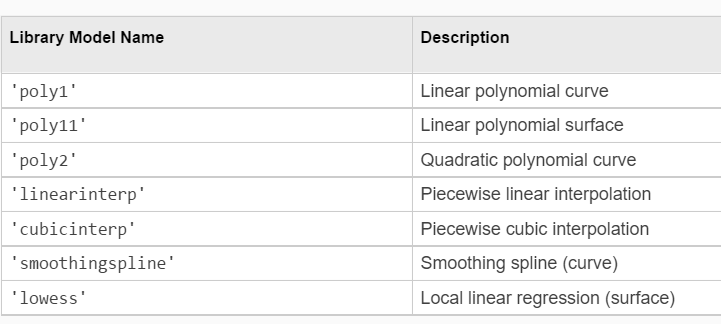 Library Model Name Description
'poly1' Linear polynomial curve
'poly11' Linear polynomial surface
'poly2' Quadratic polynomial curve
'linearinterp' Piecewise linear interpolation
'cubicinterp' Piecewise cubic interpolation
'smoothingspline' Smoothing spline (curve)
'lowess' Local linear regression (surface)